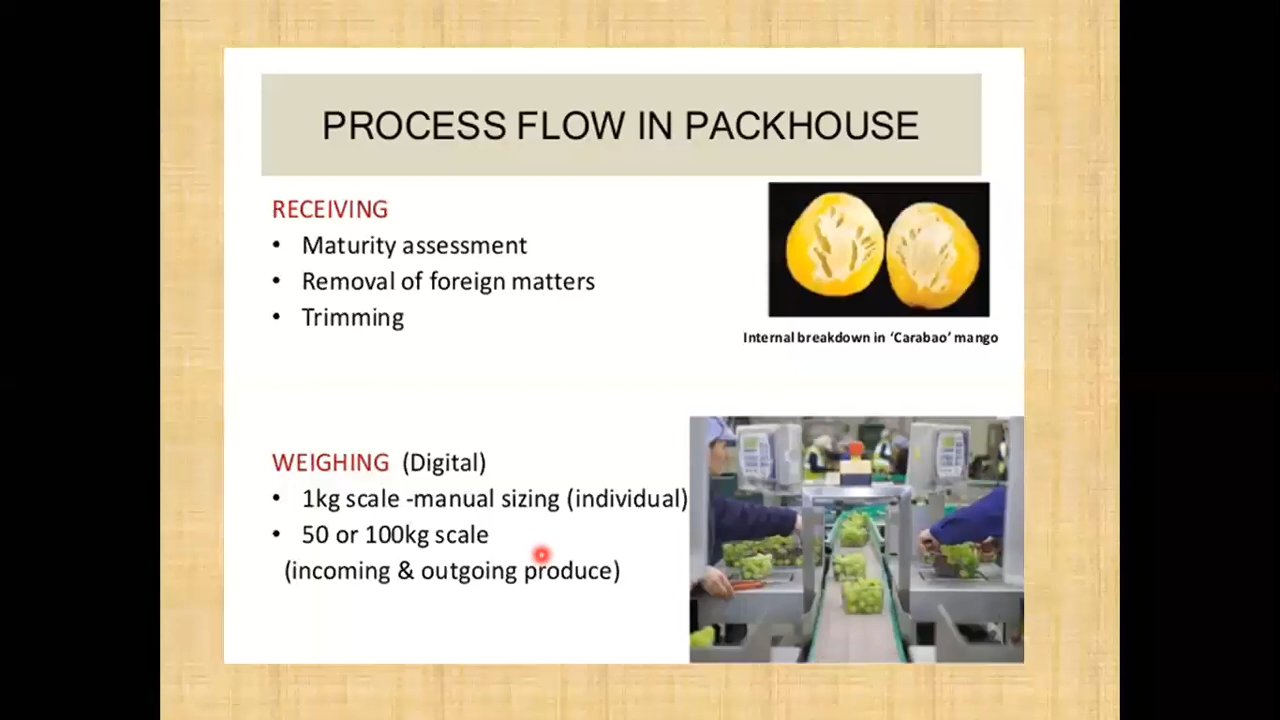 PROCESS FLOW IN PACKHOUSE
RECEIVING
• Maturity assessment
• Removal of foreign matters
• Trimming
Internal breakdown in ‘Carabao’ mango
WEIGHING (Digital)
• 1kg scale -manual sizing (individual)
• 50 or 100kg scale
(incoming & outgoing produce)